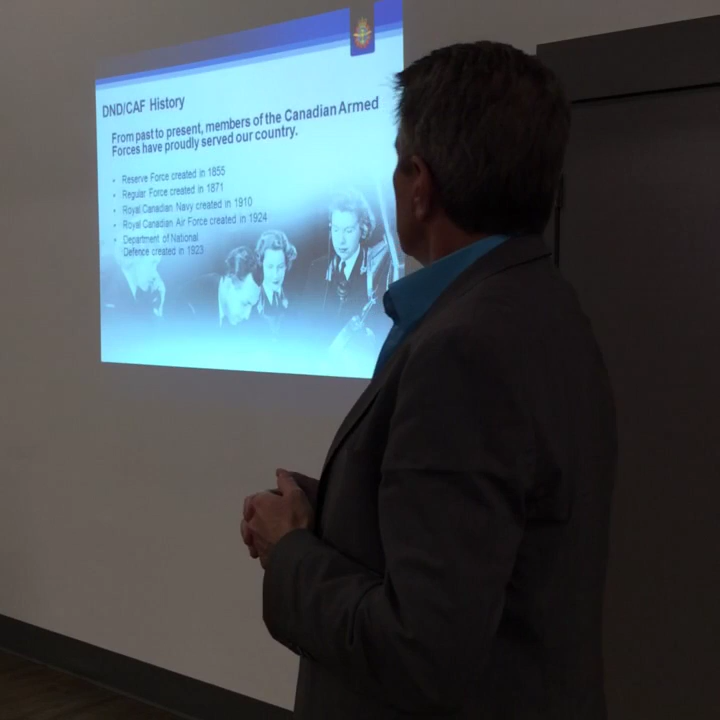 DND/CAF History
From past to present, members of the Canadian Armed
Forces have proudly served our country.
• Reserve Force created in 1855
• Regular Force created in 1871
• Royal Canadian Navy created in 1910
• Royal Canadian Air Force created in 1924
• Department of National
Defence created in 1923